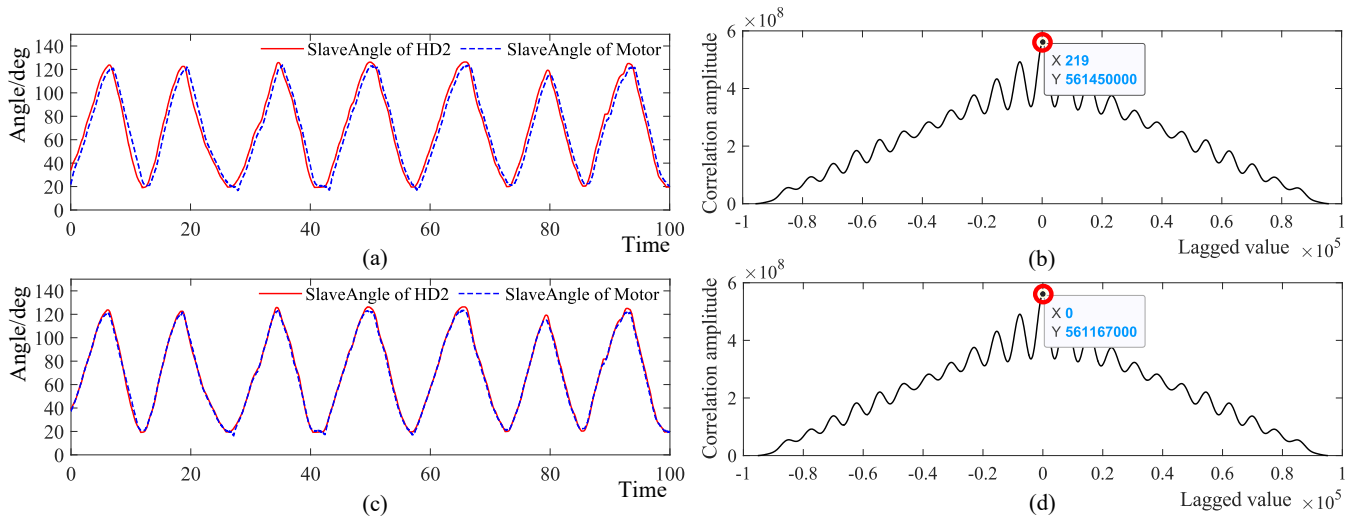 SlaveAngle of HD2 SlaveAngle of Motor
Angle/deg
140
120
100
80
60
40
20
0
0 20 40 60 80 100
Time
(a)
×10^8
Correlation amplitude
6
4
2
0
X 219
Y 561450000
-1 -0.8 -0.6 -0.4 -0.2 0 0.2 0.4 0.6 0.8 1
Lagged value ×10^5
(b)
SlaveAngle of HD2 SlaveAngle of Motor
Angle/deg
140
120
100
80
60
40
20
0
0 20 40 60 80 100
Time
(c)
×10^8
Correlation amplitude
6
4
2
0
X 0
Y 561167000
-1 -0.8 -0.6 -0.4 -0.2 0 0.2 0.4 0.6 0.8 1
Lagged value ×10^5
(d)